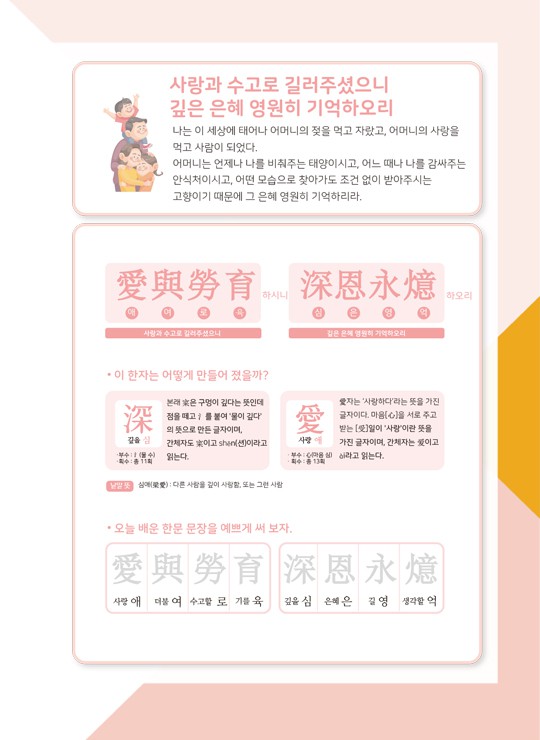 사랑과 수고로 길러주셨으니
깊은 은혜 영원히 기억하오리
나는 이 세상에 태어나 어머니의 젖을 먹고 자랐고, 어머니의 사랑을
먹고 사람이 되었다.
어머니는 언제나 나를 비춰주는 태양이시고, 어느 때나 나를 감싸주는
안식처이시고, 어떤 모습으로 찾아가도 조건 없이 받아주시는
고향이기 때문에 그 은혜 영원히 기억하리라.
愛與勞育 하시니 深恩永憶 하오리
애 여 로 육 심 은 영 억
사랑과 수고로 길러주셨으니 깊은 은혜 영원히 기억하오리
• 이 한자는 어떻게 만들어 졌을까?
深
깊을 심
· 부수 : 氵(물 수)
· 획수 : 총 11획
본래 罙은 구멍이 깊다는 뜻인데
점을 떼고 氵를 붙여 '물이 깊다'
의 뜻으로 만든 글자이며,
간체자도 罙이고 shēn(션)이라고
읽는다.
愛
사랑 애
· 부수 : 心(마음 심)
· 획수 : 총 13획
愛자는 '사랑하다'라는 뜻을 가진
글자이다. 마음[心]을 서로 주고
받는 [受]일이 '사랑'이란 뜻을
가진 글자이며, 간체자는 爱이고
ài라고 읽는다.
낱말 뜻 심애(深愛) : 다른 사람을 깊이 사랑함, 또는 그런 사랑
• 오늘 배운 한문 문장을 예쁘게 써 보자.
愛 與 勞 育 深 恩 永 憶
사랑 애 더불 여 수고할 로 기를 육 깊을 심 은혜 은 길 영 생각할 억